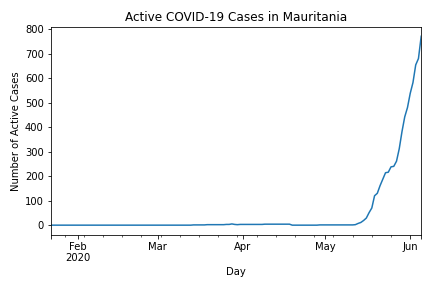 Active COVID-19 Cases in Mauritania
800
700
600
500
400
300
200
100
0
Number of Active Cases
Feb
2020
Mar
Apr
May
Jun
Day